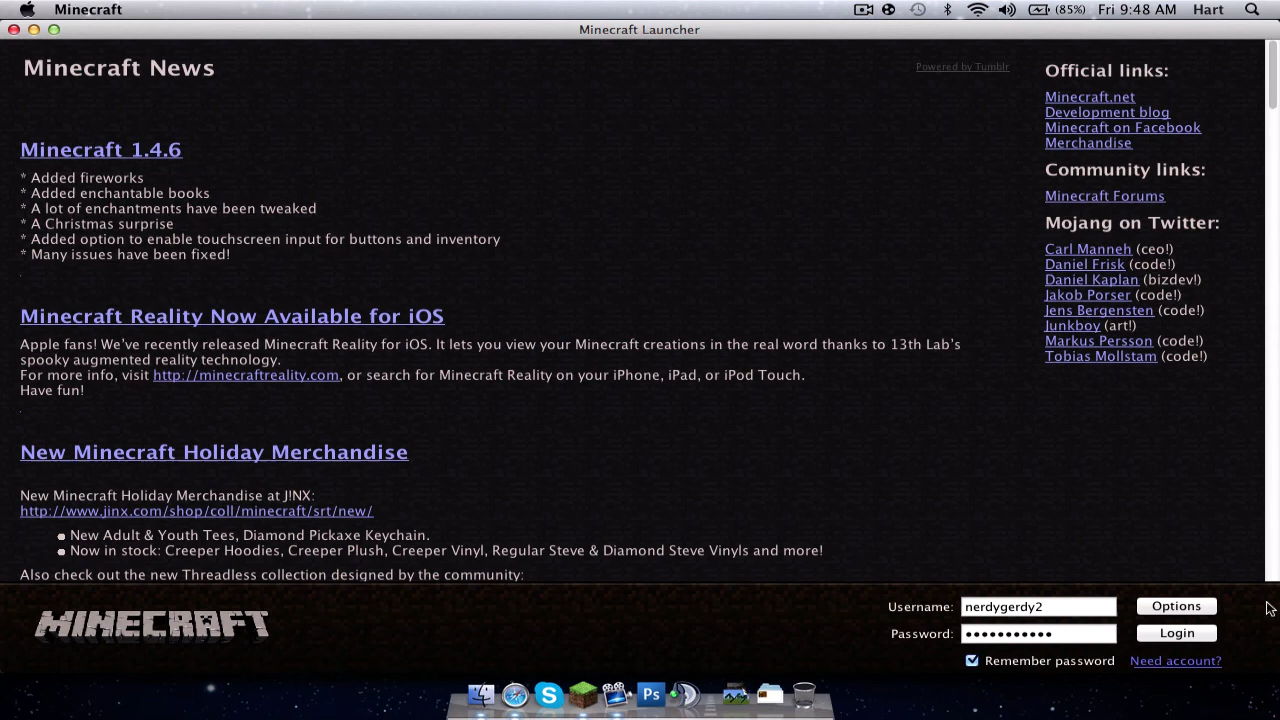 Minecraft
(85%) Fri 9:48 AM Hart
Minecraft Launcher
Minecraft News
Powered by Tumblr
Minecraft 1.4.6
* Added fireworks
* Added enchantable books
* A lot of enchantments have been tweaked
* A Christmas surprise
* Added option to enable touchscreen input for buttons and inventory
* Many issues have been fixed!
Minecraft Reality Now Available for iOS
Apple fans! We've recently released Minecraft Reality for iOS. It lets you view your Minecraft creations in the real word thanks to 13th Lab's
spooky augmented reality technology.
For more info, visit http://minecraftreality.com, or search for Minecraft Reality on your iPhone, iPad, or iPod Touch.
Have fun!
New Minecraft Holiday Merchandise
New Minecraft Holiday Merchandise at J!NX:
http://www.jinx.com/shop/coll/minecraft/srt/new/
New Adult & Youth Tees, Diamond Pickaxe Keychain.
Now in stock: Creeper Hoodies, Creeper Plush, Creeper Vinyl, Regular Steve & Diamond Steve Vinyls and more!
Also check out the new Threadless collection designed by the community:
Official links:
Minecraft.net
Development blog
Minecraft on Facebook
Merchandise
Community links:
Minecraft Forums
Mojang on Twitter:
Carl Manneh (ceo!)
Daniel Frisk (code!)
Daniel Kaplan (bizdev!)
Jakob Porser (code!)
Jens Bergensten (code!)
Junkboy (art!)
Markus Persson (code!)
Tobias Mollstam (code!)
MINECRAFT
Username: nerdygerdy2 Options
Password: ••••••••••• Login
Remember password Need account?
Ps